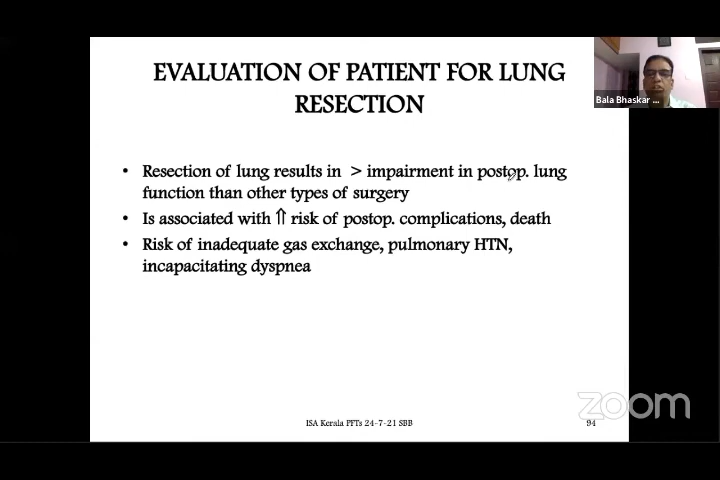 EVALUATION OF PATIENT FOR LUNG
RESECTION
Bala Bhaskar ...
• Resection of lung results in > impairment in postop. lung
function than other types of surgery
• Is associated with ⇑ risk of postop. complications, death
• Risk of inadequate gas exchange, pulmonary HTN,
incapacitating dyspnea
zoom
ISA Kerala PFTs 24-7-21 SBB
94